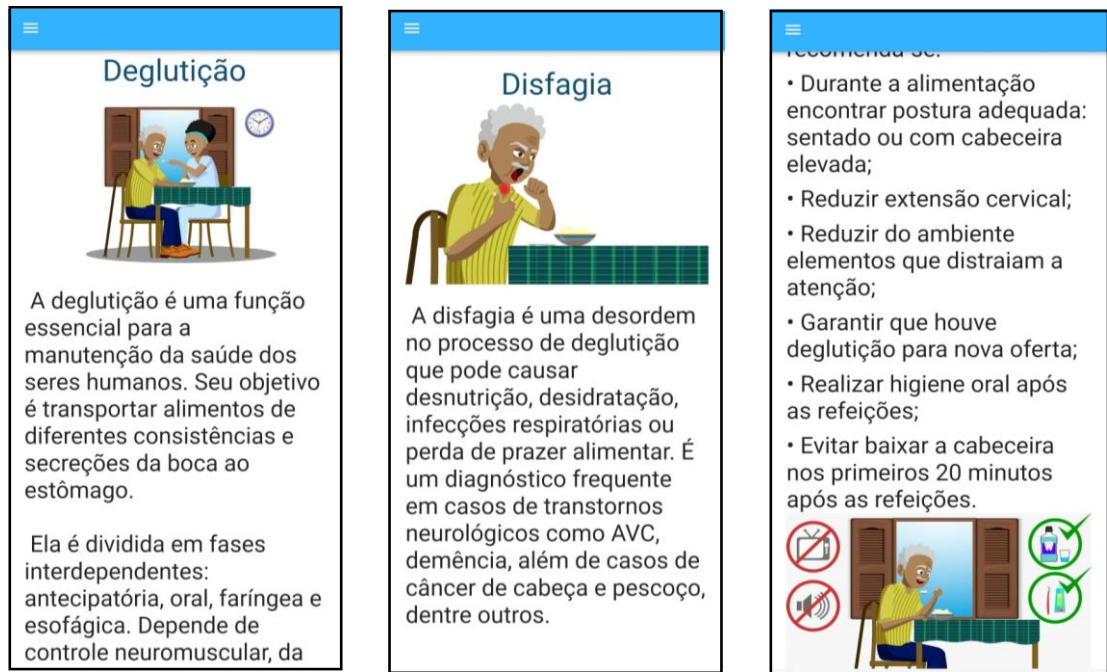 Deglutição
A deglutição é uma função
essencial para a
manutenção da saúde dos
seres humanos. Seu objetivo
é transportar alimentos de
diferentes consistências e
secreções da boca ao
estômago.
Ela é dividida em fases
interdependentes:
antecipatória, oral, faríngea e
esofágica. Depende de
controle neuromuscular, da
Disfagia
A disfagia é uma desordem
no processo de deglutição
que pode causar
desnutrição, desidratação,
infecções respiratórias ou
perda de prazer alimentar. É
um diagnóstico frequente
em casos de transtornos
neurológicos como AVC,
demência, além de casos de
câncer de cabeça e pescoço,
dentre outros.
recomenda-se:
• Durante a alimentação
encontrar postura adequada:
sentado ou com cabeceira
elevada;
• Reduzir extensão cervical;
• Reduzir do ambiente
elementos que distraiam a
atenção;
• Garantir que houve
deglutição para nova oferta;
• Realizar higiene oral após
as refeições;
• Evitar baixar a cabeceira
nos primeiros 20 minutos
após as refeições.